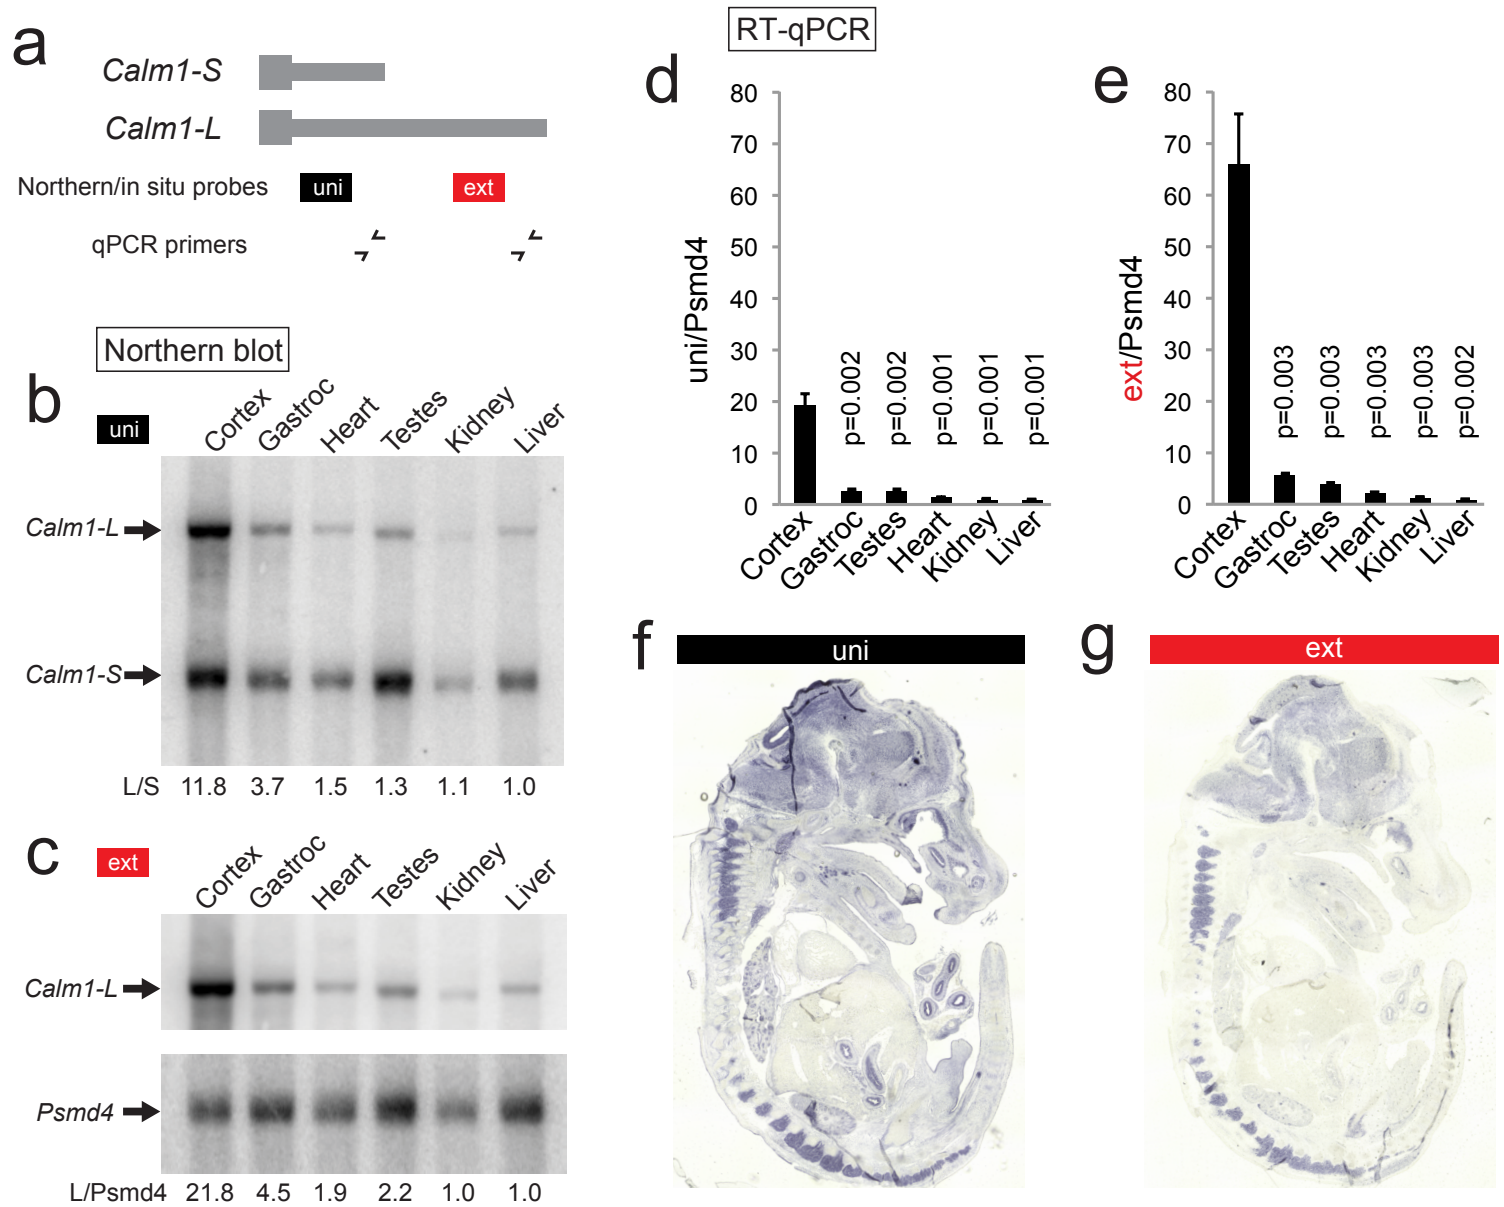 a
Calm1-S
Calm1-L
Northern/in situ probes uni ext
qPCR primers
Northern blot
b
uni
Cortex Gastroc Heart Testes Kidney Liver
Calm1-L
Calm1-S
L/S 11.8 3.7 1.5 1.3 1.1 1.0
c
ext
Cortex Gastroc Heart Testes Kidney Liver
Calm1-L
Psmd4
L/Psmd4 21.8 4.5 1.9 2.2 1.0 1.0
RT-qPCR
d
uni/Psmd4
80
70
60
50
40
30
20
10
0
p=0.002 p=0.002 p=0.001 p=0.001 p=0.001
Cortex Gastroc Testes Heart Kidney Liver
e
ext/Psmd4
80
70
60
50
40
30
20
10
0
p=0.003 p=0.003 p=0.003 p=0.003 p=0.002
Cortex Gastroc Testes Heart Kidney Liver
f
uni
g
ext